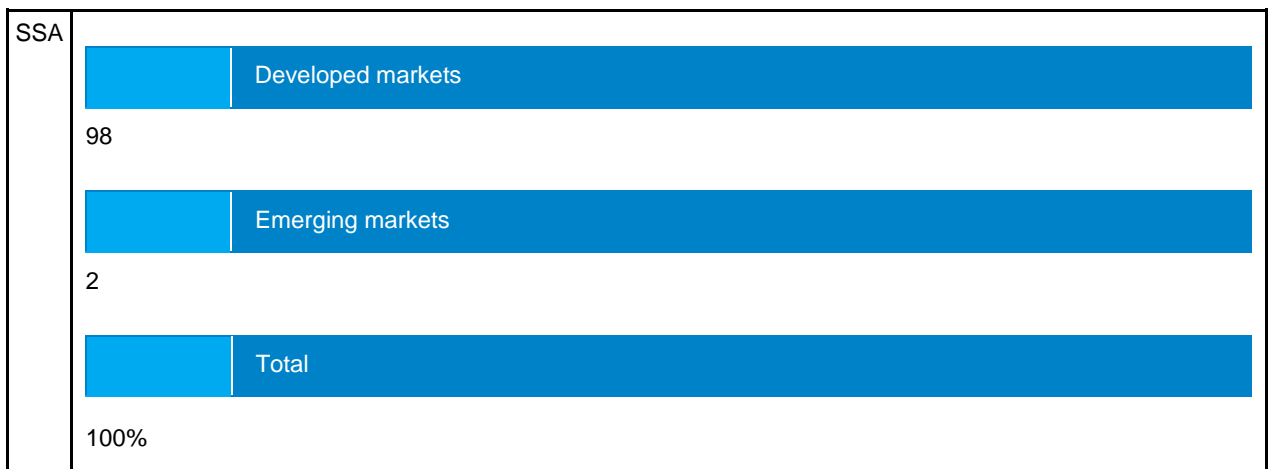 SSA
Developed markets
98
Emerging markets
2
Total
100%